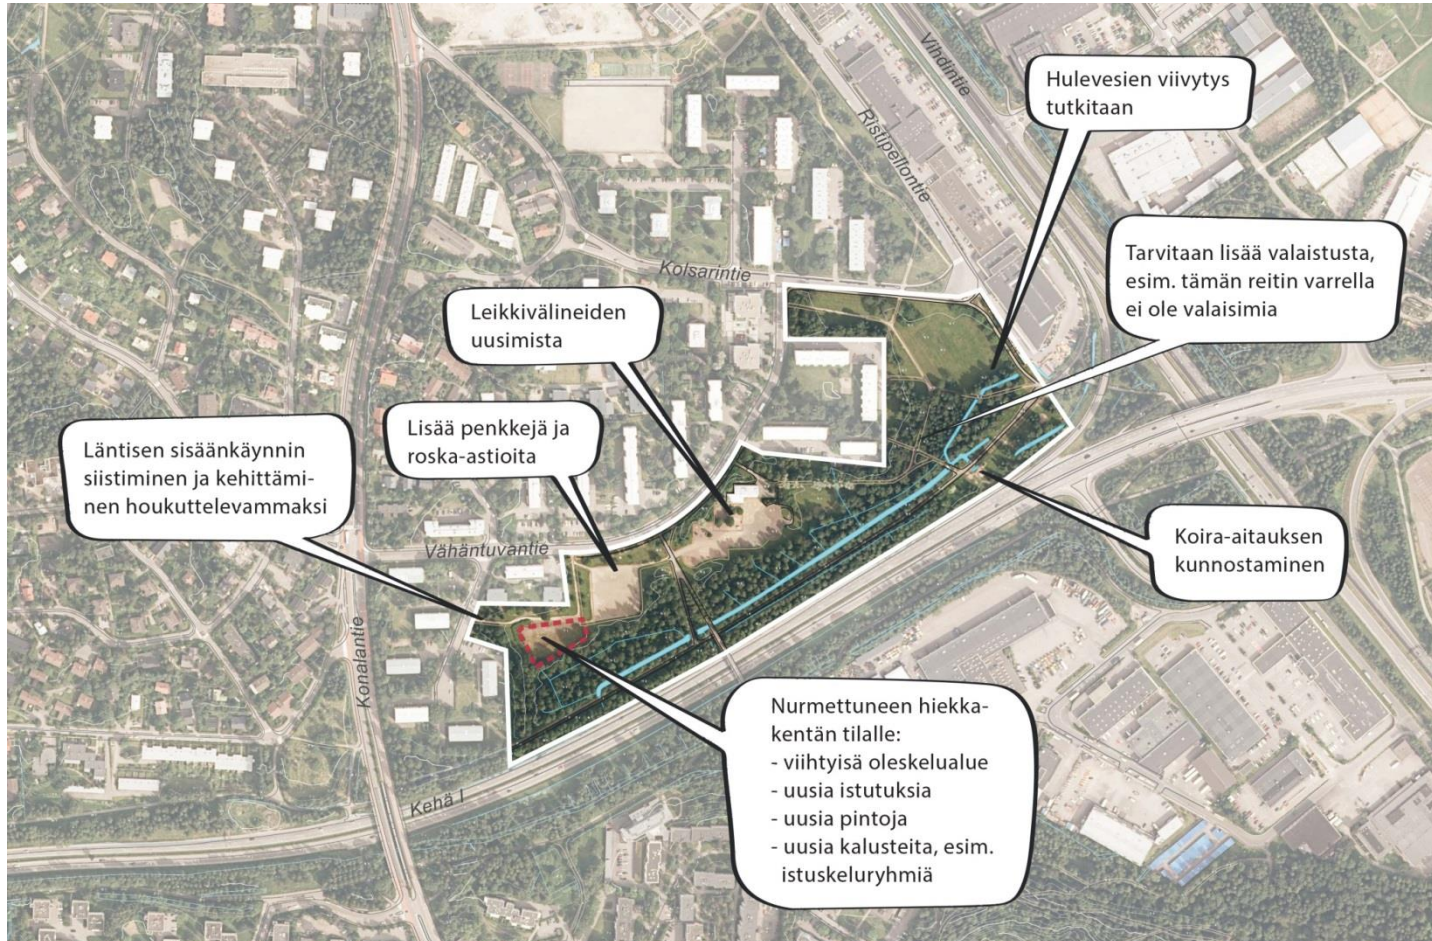 Vihdintie
Hulevesien viivytys
tutkitaan
Ristipellontie
Tarvitaan lisää valaistusta,
esim. tämän reitin varrella
ei ole valaisimia
Kolsarintie
Leikkivälineiden
uusimista
Lisää penkkejä ja
roska-astioita
Läntisen sisäänkäynnin
siistiminen ja kehittämi-
nen houkuttelevammaksi
Vähäntuvantie
Koira-aitauksen
kunnostaminen
Konalantie
Nurmettuneen hiekka-
kentän tilalle:
- viihtyisä oleskelualue
- uusia istutuksia
- uusia pintoja
- uusia kalusteita, esim.
istuskeluryhmiä
Kehä I